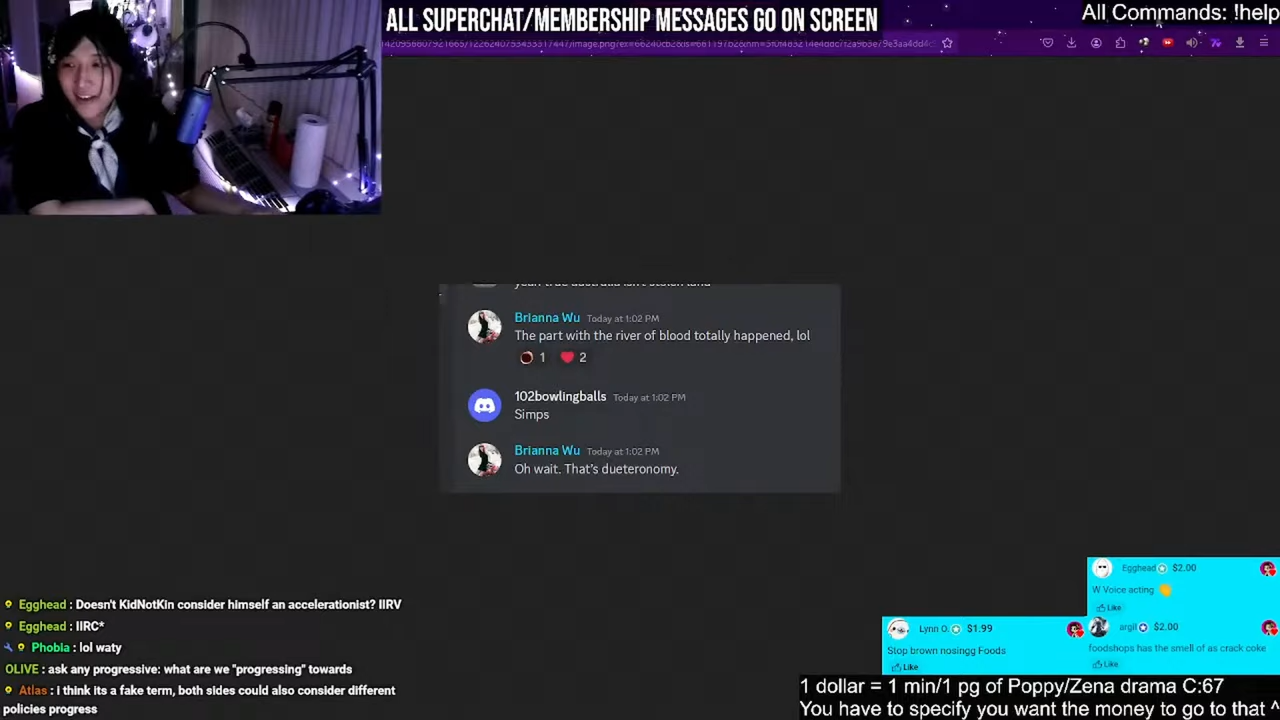 ALL SUPERCHAT/MEMBERSHIP MESSAGES GO ON SCREEN
All Commands: !help
Brianna Wu Today at 1:02 PM
The part with the river of blood totally happened, lol
1 2
102bowlingballs Today at 1:02 PM
Simps
Brianna Wu Today at 1:02 PM
Oh wait. That's dueteronomy.
Egghead : Doesn't KidNotKin consider himself an accelerationist? IIRV
Egghead : IIRC*
Phobia : lol waty
OLIVE : ask any progressive: what are we "progressing" towards
Atlas : i think its a fake term, both sides could also consider different
policies progress
Egghead $2.00
W Voice acting
Like
Lynn O. $1.99
Stop brown nosingg Foods
Like
argil $2.00
foodshops has the smell of as crack coke
Like
1 dollar = 1 min/1 pg of Poppy/Zena drama C:67
You have to specify you want the money to go to that ^